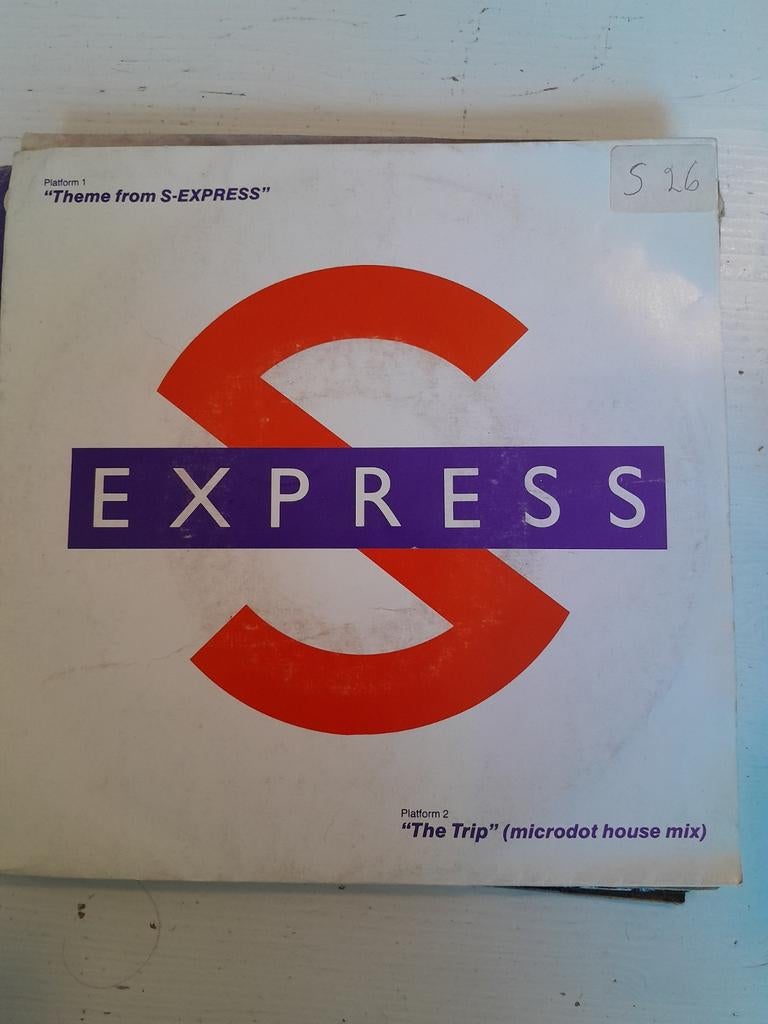 Platform 1
"Theme from S-EXPRESS"
S 26
S
EXPRESS
Platform 2
"The Trip" (microdot house mix)